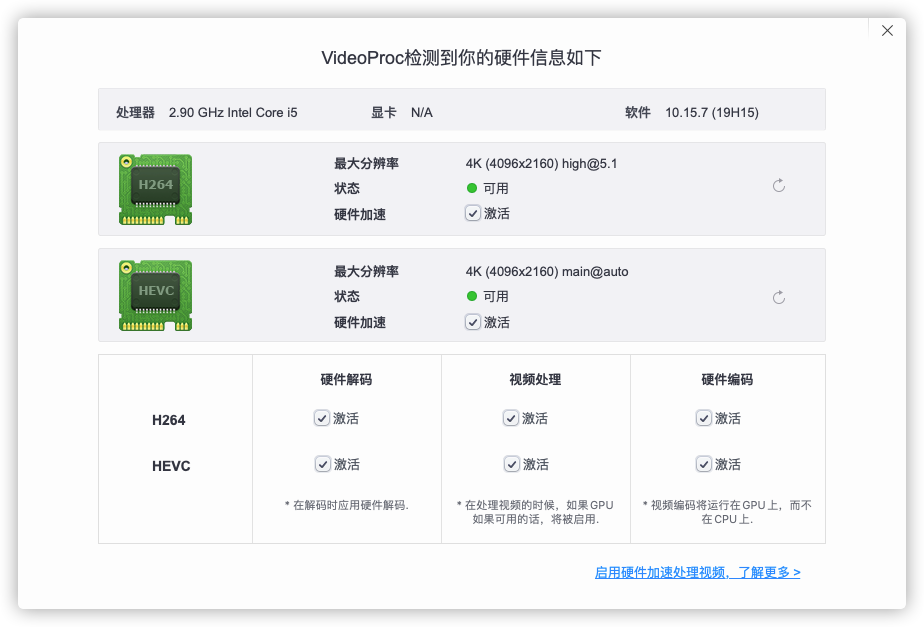 VideoProc检测到你的硬件信息如下
处理器 2.90 GHz Intel Core i5 显卡 N/A 软件 10.15.7 (19H15)
H264
最大分辨率 4K (4096x2160) high@5.1
状态 可用
硬件加速 激活
HEVC
最大分辨率 4K (4096x2160) main@auto
状态 可用
硬件加速 激活
硬件解码 视频处理 硬件编码
H264 激活 激活 激活
HEVC 激活 激活 激活
* 在解码时应用硬件解码.
* 在处理视频的时候，如果GPU
如果可用的话，将被启用.
* 视频编码将运行在GPU上，而不
在CPU上.
启用硬件加速处理视频，了解更多 >